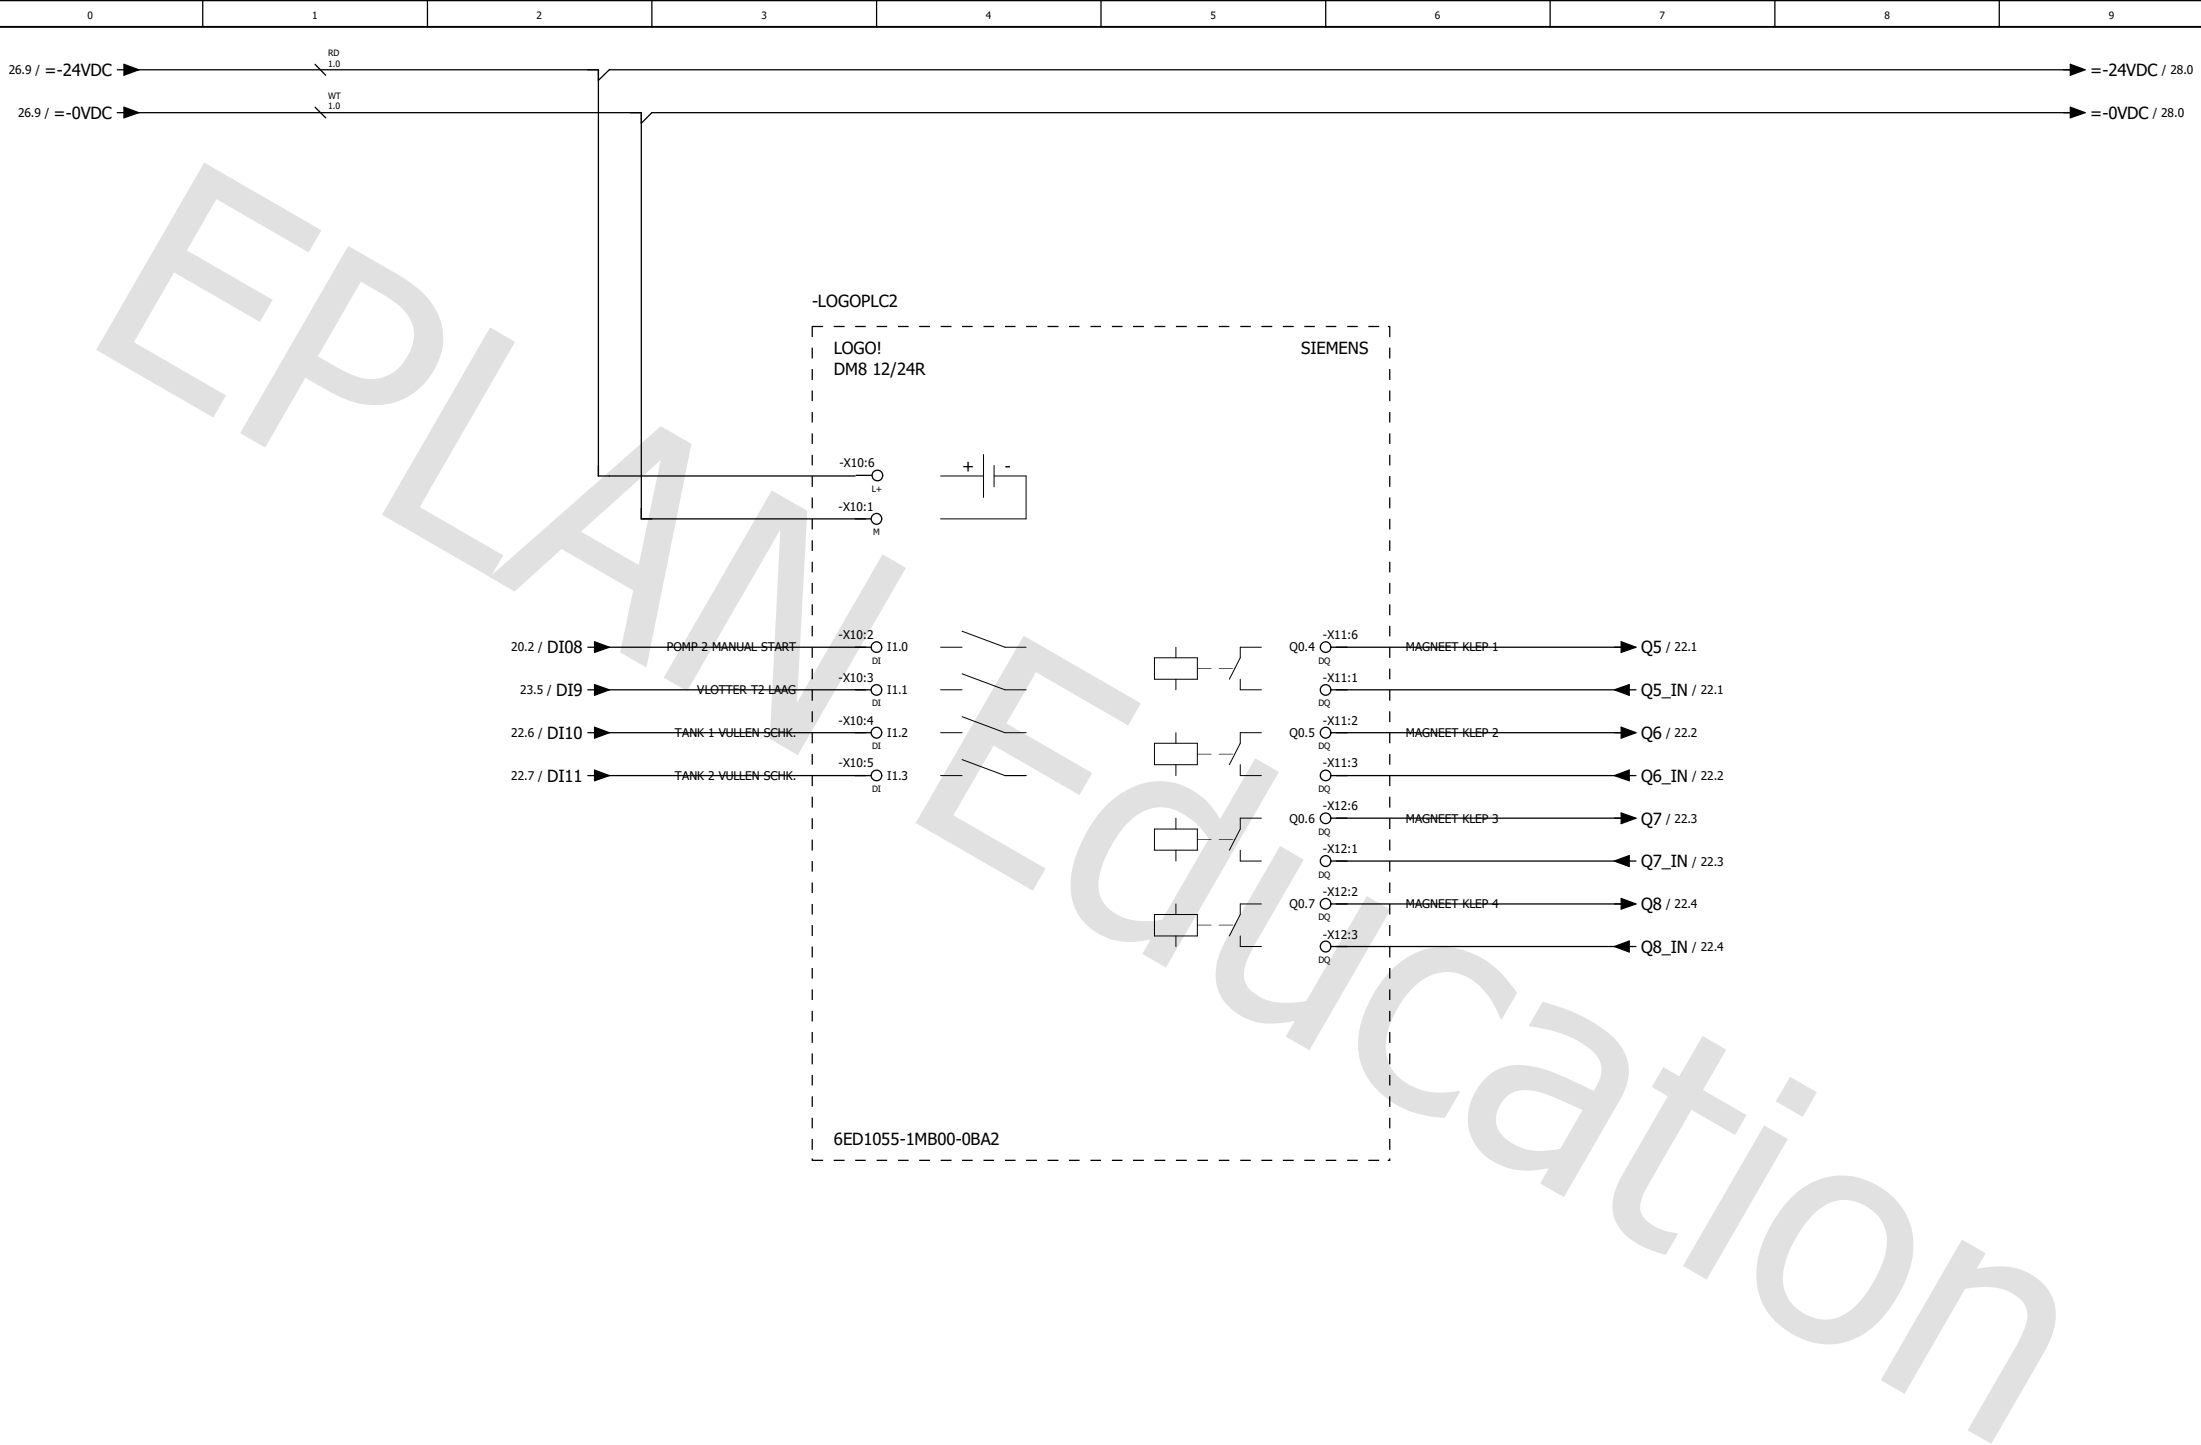 0 1 2 3 4 5 6 7 8 9
RD
26.9 / =-24VDC 1.0 =-24VDC / 28.0
WT
26.9 / =-0VDC 1.0 =-0VDC / 28.0
-LOGOPLC2
LOGO! SIEMENS
DM8 12/24R
-X10:6 + -
L+
-X10:1
M
-X10:2 -X11:6
20.2 / DI08 POMP 2 MANUAL START I1.0 Q0.4 MAGNEET KLEP 1 Q5 / 22.1
DI DQ
-X10:3 -X11:1
23.5 / DI9 VLOTTER T2 LAAG I1.1 Q5_IN / 22.1
DI DQ
-X10:4 -X11:2
22.6 / DI10 TANK 1 VULLEN SCHK. I1.2 Q0.5 MAGNEET KLEP 2 Q6 / 22.2
DI DQ
-X10:5 -X11:3
22.7 / DI11 TANK 2 VULLEN SCHK. I1.3 Q6_IN / 22.2
DI DQ
-X12:6
Q0.6 MAGNEET KLEP 3 Q7 / 22.3
DQ
-X12:1
Q7_IN / 22.3
DQ
-X12:2
Q0.7 MAGNEET KLEP 4 Q8 / 22.4
DQ
-X12:3
Q8_IN / 22.4
DQ
6ED1055-1MB00-0BA2
EPLAN Education